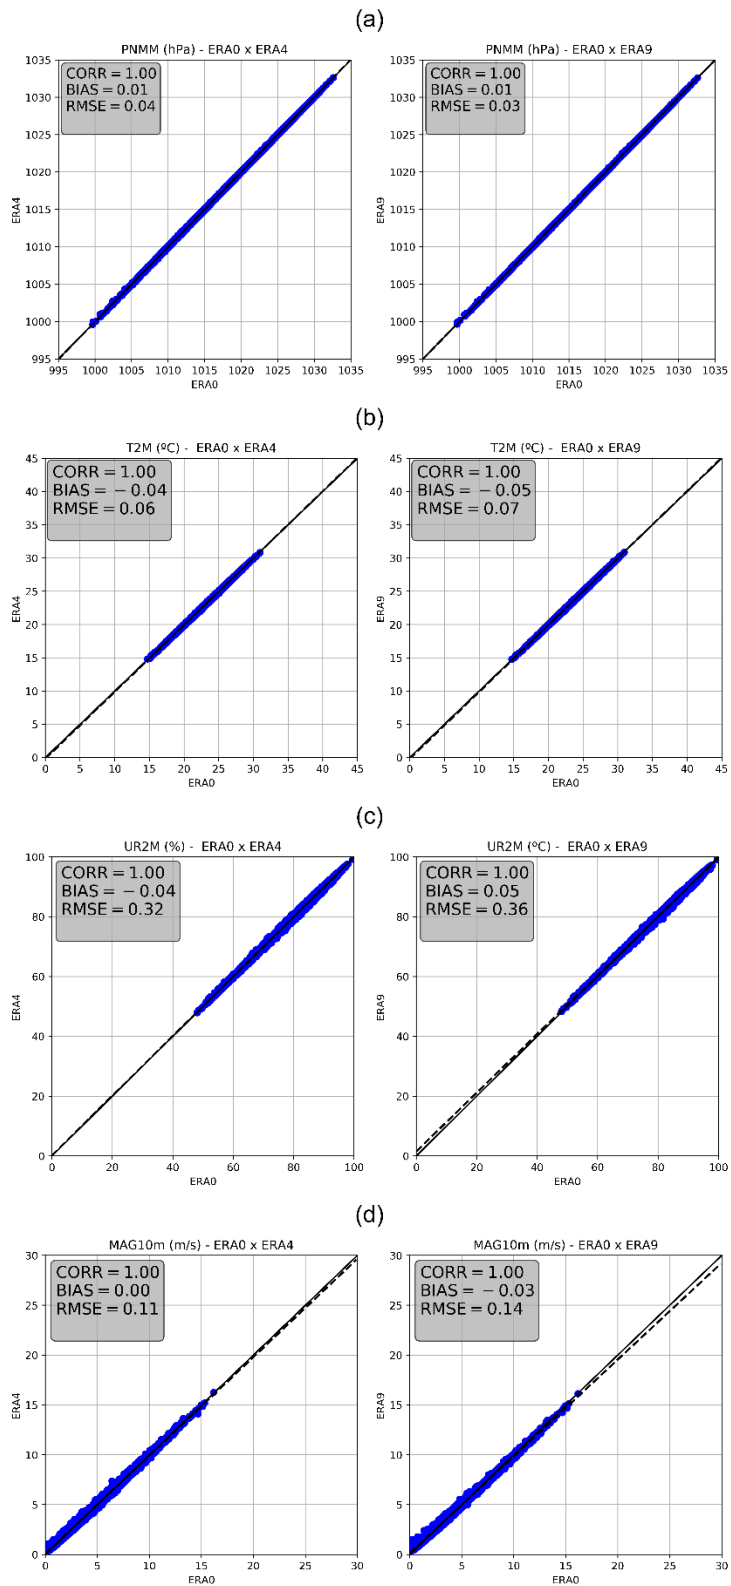 (a)
PNMM (hPa) - ERA0 x ERA4
CORR = 1.00
BIAS = 0.01
RMSE = 0.04
1035
1030
1025
1020
1015
1010
1005
1000
995
ERA4
995 1000 1005 1010 1015 1020 1025 1030 1035
ERA0
PNMM (hPa) - ERA0 x ERA9
CORR = 1.00
BIAS = 0.01
RMSE = 0.03
1035
1030
1025
1020
1015
1010
1005
1000
995
ERA9
995 1000 1005 1010 1015 1020 1025 1030 1035
ERA0
(b)
T2M (ºC) - ERA0 x ERA4
CORR = 1.00
BIAS = −0.04
RMSE = 0.06
45
40
35
30
25
20
15
10
5
0
ERA4
0 5 10 15 20 25 30 35 40 45
ERA0
T2M (ºC) - ERA0 x ERA9
CORR = 1.00
BIAS = −0.05
RMSE = 0.07
45
40
35
30
25
20
15
10
5
0
ERA9
0 5 10 15 20 25 30 35 40 45
ERA0
(c)
UR2M (%) - ERA0 x ERA4
CORR = 1.00
BIAS = −0.04
RMSE = 0.32
100
80
60
40
20
0
ERA4
0 20 40 60 80 100
ERA0
UR2M (ºC) - ERA0 x ERA9
CORR = 1.00
BIAS = 0.05
RMSE = 0.36
100
80
60
40
20
0
ERA9
0 20 40 60 80 100
ERA0
(d)
MAG10m (m/s) - ERA0 x ERA4
CORR = 1.00
BIAS = 0.00
RMSE = 0.11
30
25
20
15
10
5
0
ERA4
0 5 10 15 20 25 30
ERA0
MAG10m (m/s) - ERA0 x ERA9
CORR = 1.00
BIAS = −0.03
RMSE = 0.14
30
25
20
15
10
5
0
ERA9
0 5 10 15 20 25 30
ERA0